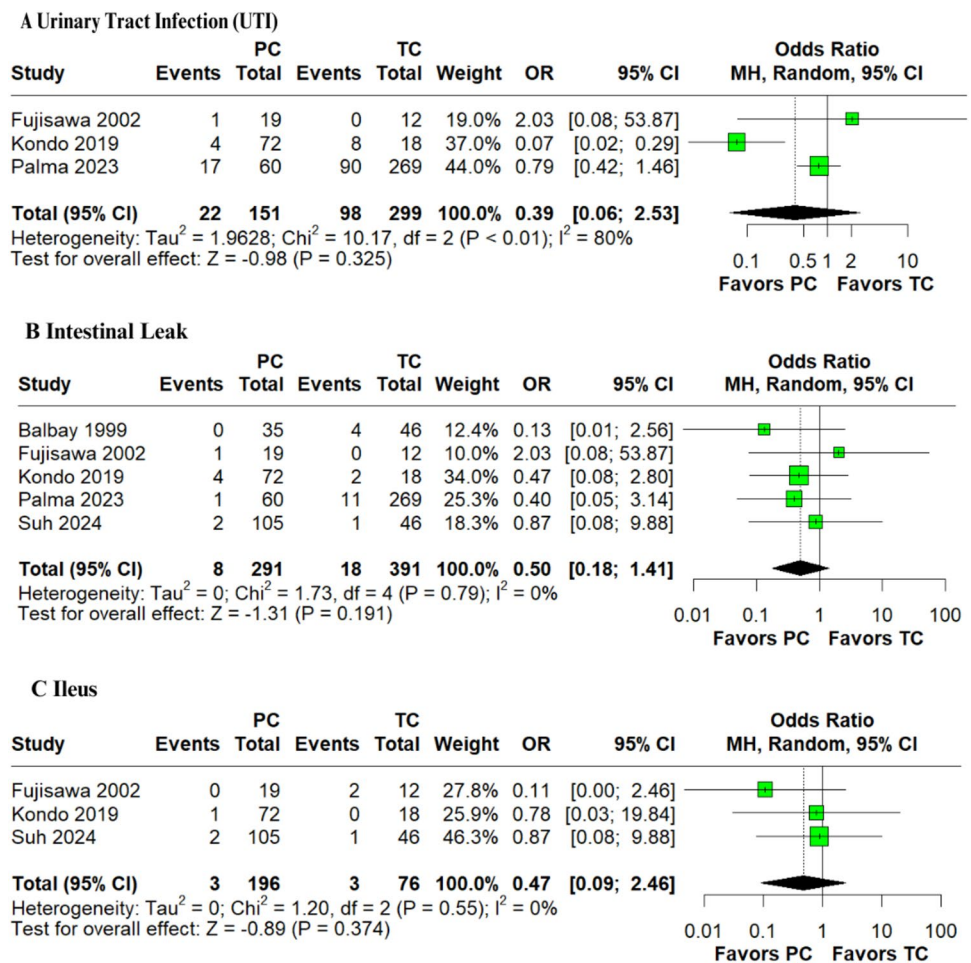 A Urinary Tract Infection (UTI)
PC TC Odds Ratio
Study Events Total Events Total Weight OR 95% CI MH, Random, 95% CI
Fujisawa 2002 1 19 0 12 19.0% 2.03 [0.08; 53.87]
Kondo 2019 4 72 8 18 37.0% 0.07 [0.02; 0.29]
Palma 2023 17 60 90 269 44.0% 0.79 [0.42; 1.46]
Total (95% CI) 22 151 98 299 100.0% 0.39 [0.06; 2.53]
Heterogeneity: Tau² = 1.9628; Chi² = 10.17, df = 2 (P < 0.01); I² = 80%
Test for overall effect: Z = -0.98 (P = 0.325)
0.1 0.5 1 2 10
Favors PC Favors TC
B Intestinal Leak
PC TC Odds Ratio
Study Events Total Events Total Weight OR 95% CI MH, Random, 95% CI
Balbay 1999 0 35 4 46 12.4% 0.13 [0.01; 2.56]
Fujisawa 2002 1 19 0 12 10.0% 2.03 [0.08; 53.87]
Kondo 2019 4 72 2 18 34.0% 0.47 [0.08; 2.80]
Palma 2023 1 60 11 269 25.3% 0.40 [0.05; 3.14]
Suh 2024 2 105 1 46 18.3% 0.87 [0.08; 9.88]
Total (95% CI) 8 291 18 391 100.0% 0.50 [0.18; 1.41]
Heterogeneity: Tau² = 0; Chi² = 1.73, df = 4 (P = 0.79); I² = 0%
Test for overall effect: Z = -1.31 (P = 0.191)
0.01 0.1 1 10 100
Favors PC Favors TC
C Ileus
PC TC Odds Ratio
Study Events Total Events Total Weight OR 95% CI MH, Random, 95% CI
Fujisawa 2002 0 19 2 12 27.8% 0.11 [0.00; 2.46]
Kondo 2019 1 72 0 18 25.9% 0.78 [0.03; 19.84]
Suh 2024 2 105 1 46 46.3% 0.87 [0.08; 9.88]
Total (95% CI) 3 196 3 76 100.0% 0.47 [0.09; 2.46]
Heterogeneity: Tau² = 0; Chi² = 1.20, df = 2 (P = 0.55); I² = 0%
Test for overall effect: Z = -0.89 (P = 0.374)
0.01 0.1 1 10 100
Favors PC Favors TC